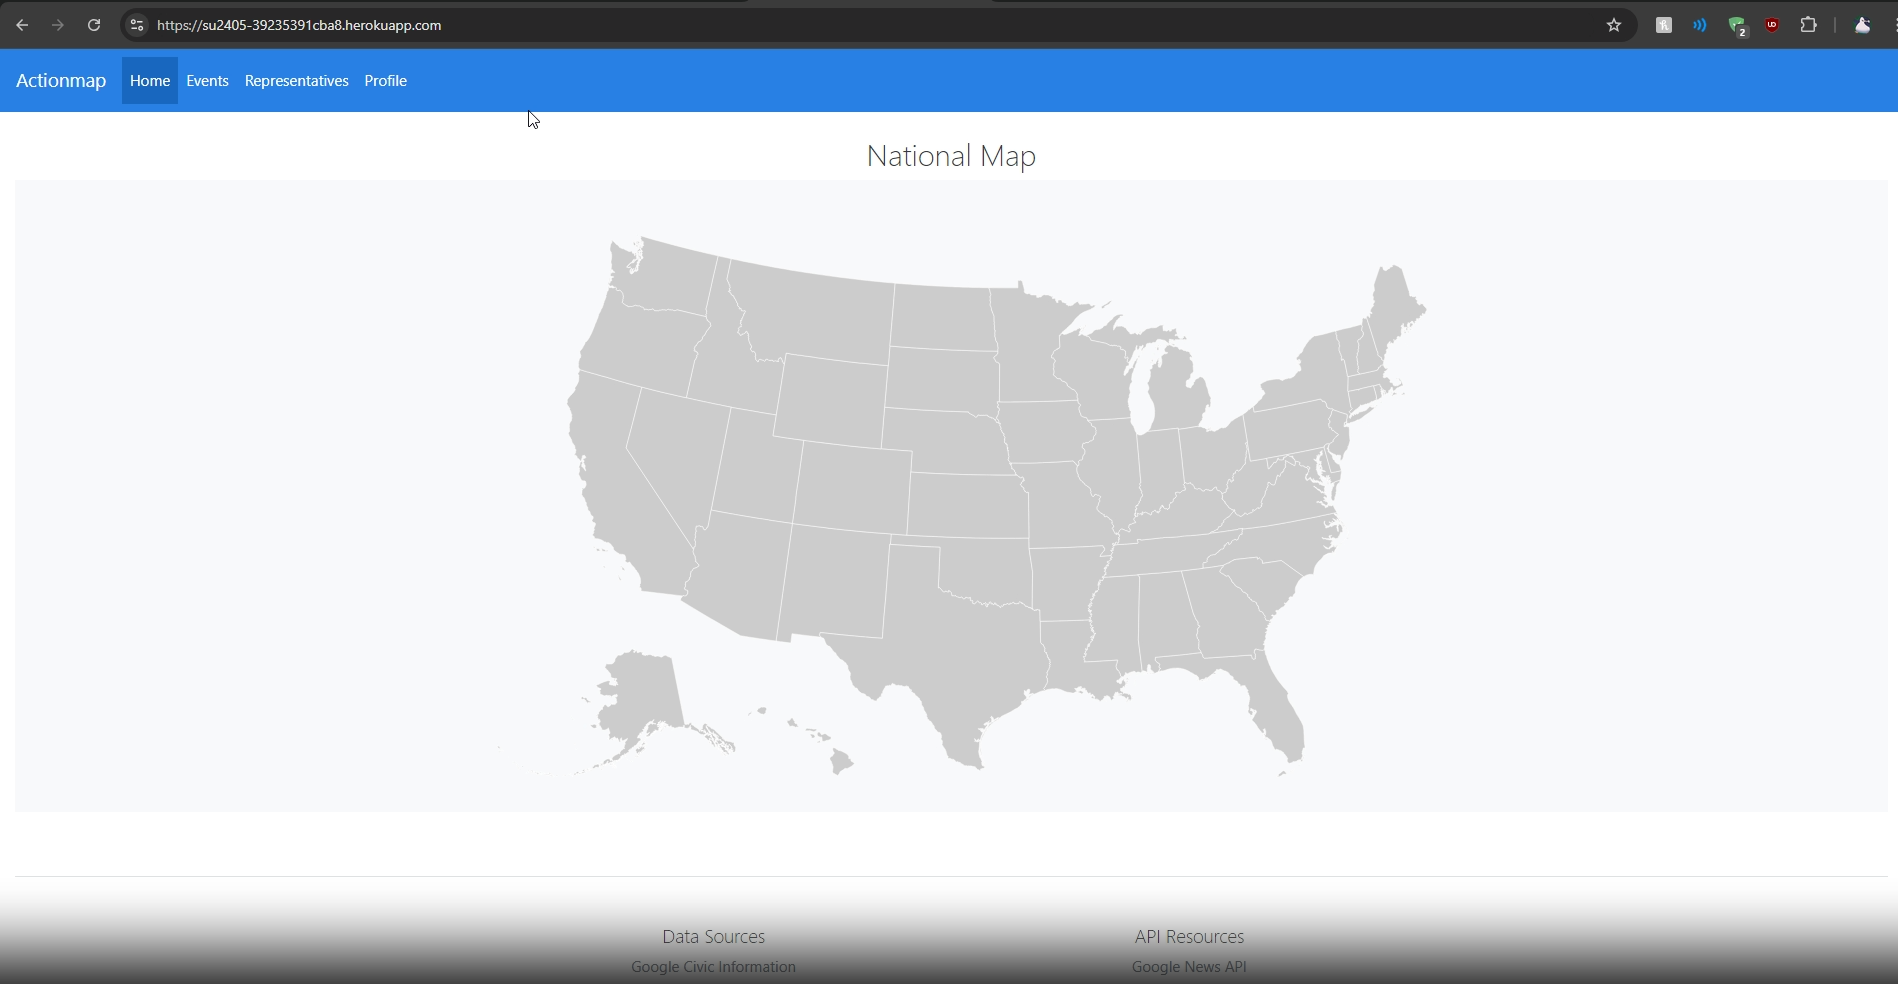 https://su2405-39235391cba8.herokuapp.com
2
UD
Actionmap Home Events Representatives Profile
National Map
Data Sources API Resources
Google Civic Information Google News API